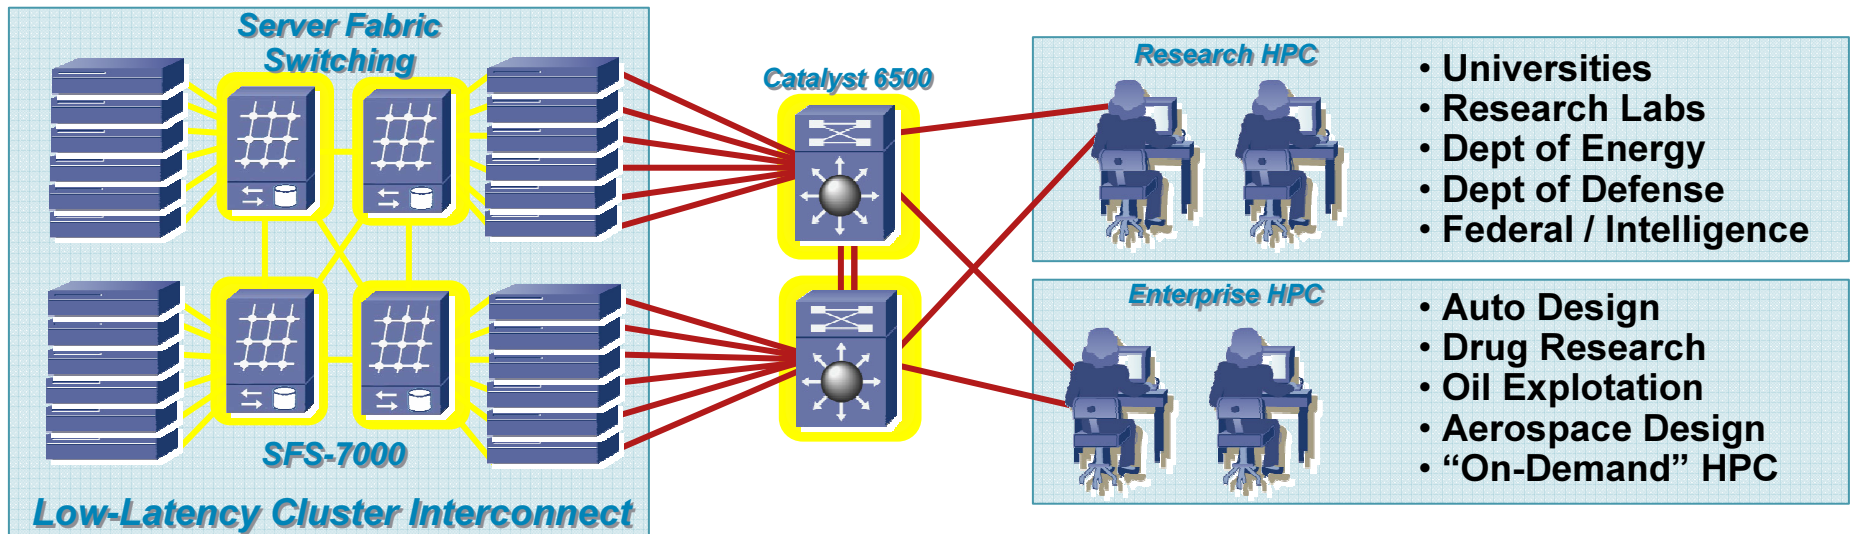 Server Fabric
Switching
SFS-7000
Low-Latency Cluster Interconnect
Catalyst 6500
Research HPC
• Universities
• Research Labs
• Dept of Energy
• Dept of Defense
• Federal / Intelligence
Enterprise HPC
• Auto Design
• Drug Research
• Oil Explotation
• Aerospace Design
• “On-Demand” HPC